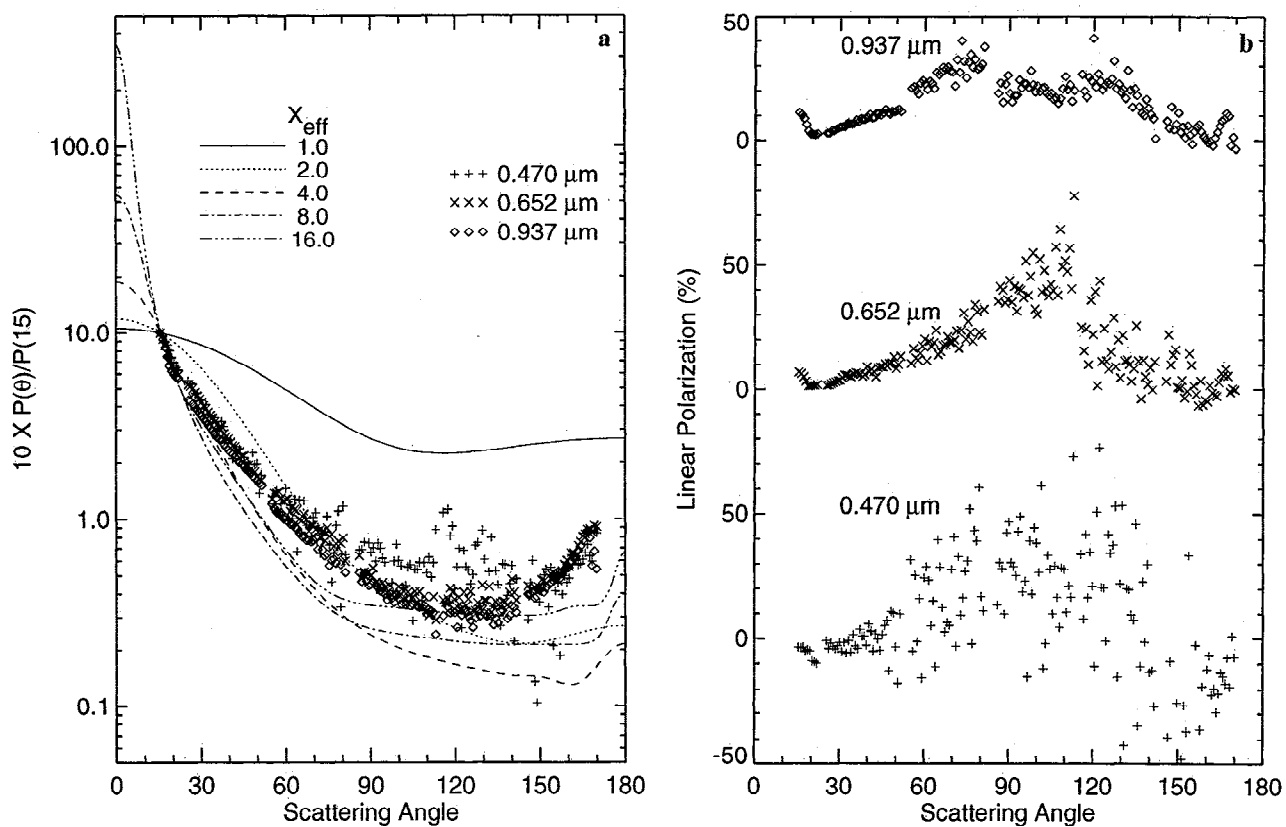 a
100.0
10.0
1.0
0.1
10 X P(θ)/P(15)
X_eff
1.0
2.0
4.0
8.0
16.0
+++ 0.470 μm
××× 0.652 μm
◇◇◇ 0.937 μm
0 30 60 90 120 150 180
Scattering Angle
b
50%
0
50
0
50
0
-50
Linear Polarization (%)
0.937 μm
0.652 μm
0.470 μm
0 30 60 90 120 150 180
Scattering Angle